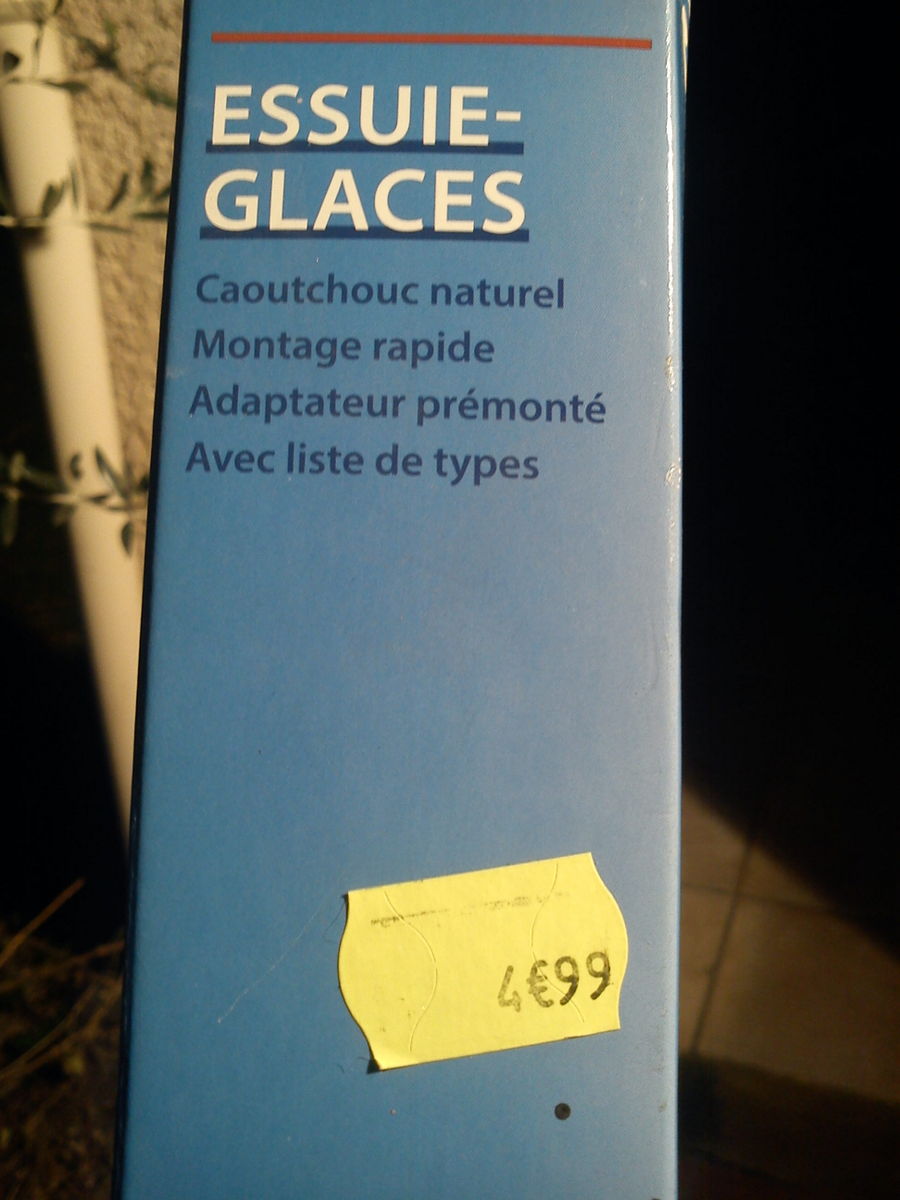 ESSUIE-
GLACES
Caoutchouc naturel
Montage rapide
Adaptateur prémonté
Avec liste de types
4€99